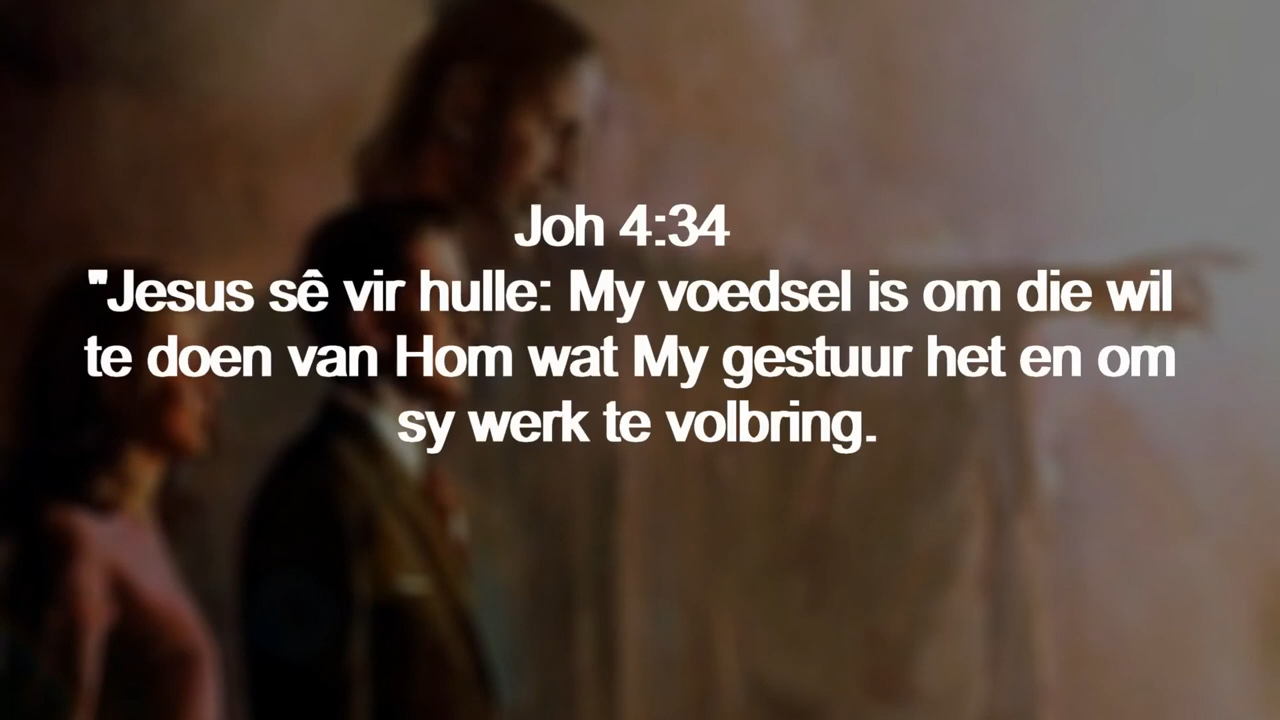 Joh 4:34
"Jesus sê vir hulle: My voedsel is om die wil
te doen van Hom wat My gestuur het en om
sy werk te volbring.